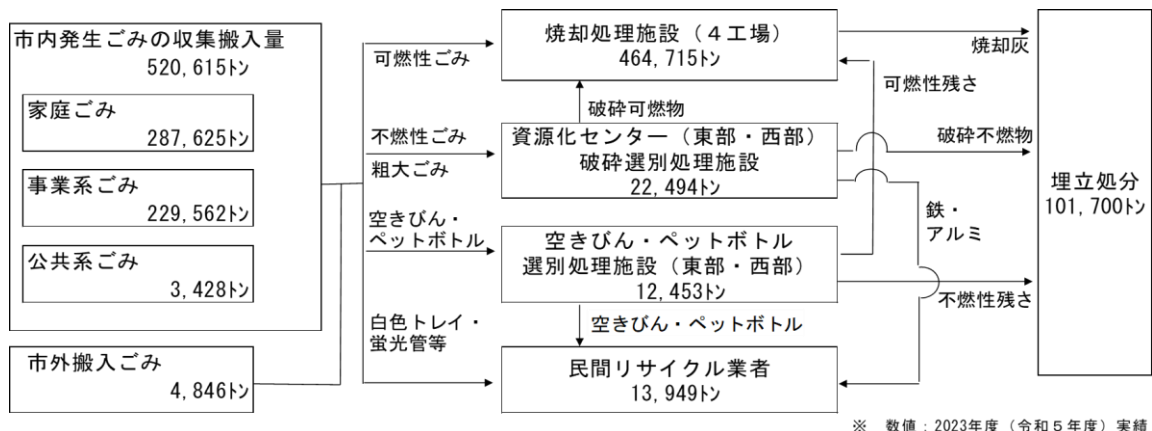 市内発生ごみの収集搬入量
520,615㌧
家庭ごみ
287,625㌧
事業系ごみ
229,562㌧
公共系ごみ
3,428㌧
市外搬入ごみ
4,846㌧
可燃性ごみ
不燃性ごみ
粗大ごみ
空きびん・
ペットボトル
白色トレイ・
蛍光管等
焼却処理施設(4工場)
464,715㌧
破砕可燃物
資源化センター(東部・西部)
破砕選別処理施設
22,494㌧
空きびん・ペットボトル
選別処理施設(東部・西部)
12,453㌧
空きびん・ペットボトル
民間リサイクル業者
13,949㌧
焼却灰
可燃性残さ
破砕不燃物
鉄・
アルミ
不燃性残さ
埋立処分
101,700㌧
※ 数値:2023年度(令和5年度)実績